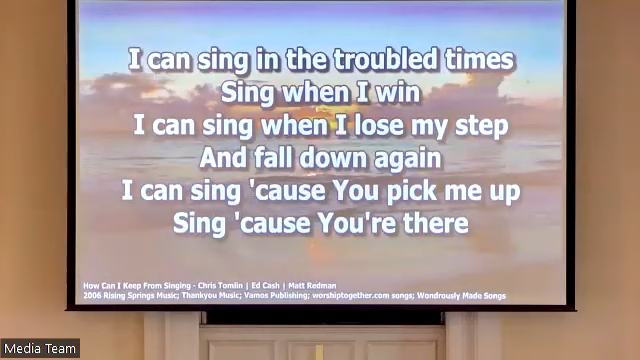 I can sing in the troubled times
Sing when I win
I can sing when I lose my step
And fall down again
I can sing 'cause You pick me up
Sing 'cause You're there
How Can I Keep From Singing - Chris Tomlin | Ed Cash | Matt Redman
2006 Rising Springs Music; Thankyou Music; Vamos Publishing; worshiptogether.com songs; Wondrously Made Songs
Media Team